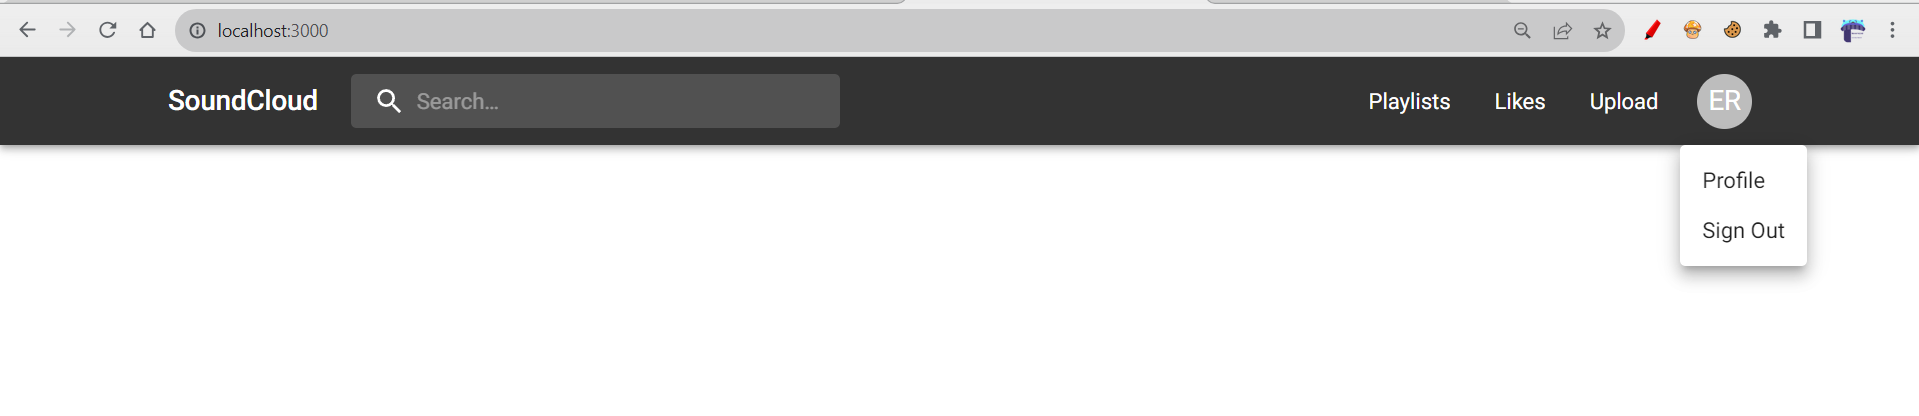 localhost:3000
SoundCloud Search... Playlists Likes Upload ER
Profile
Sign Out